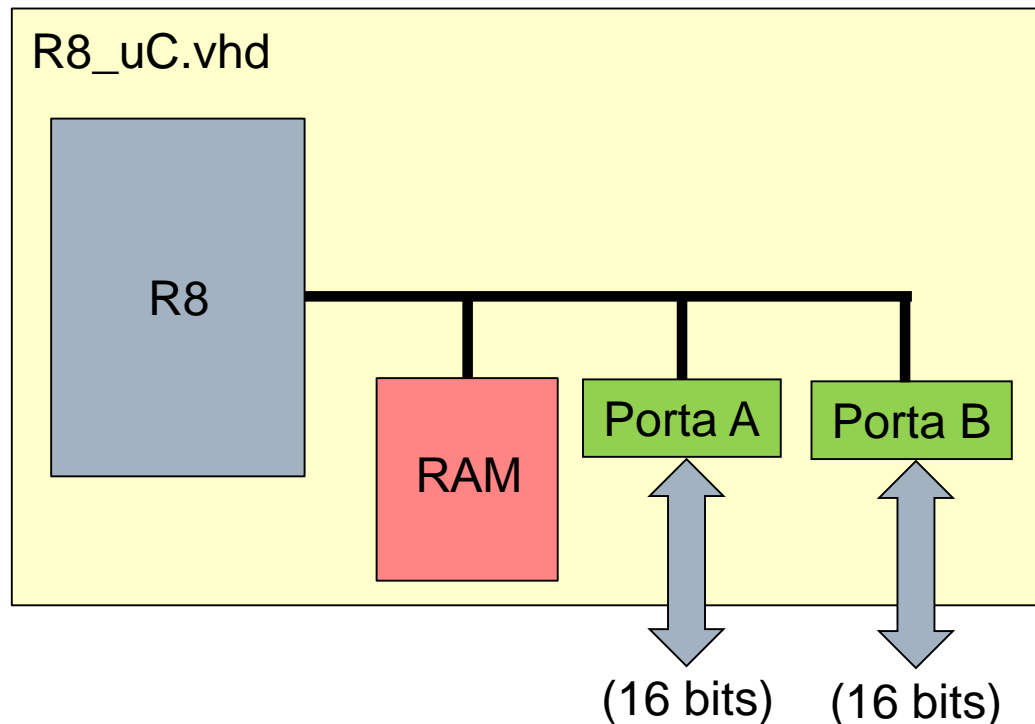 R8_uC.vhd
R8
RAM
Porta A
Porta B
(16 bits)
(16 bits)